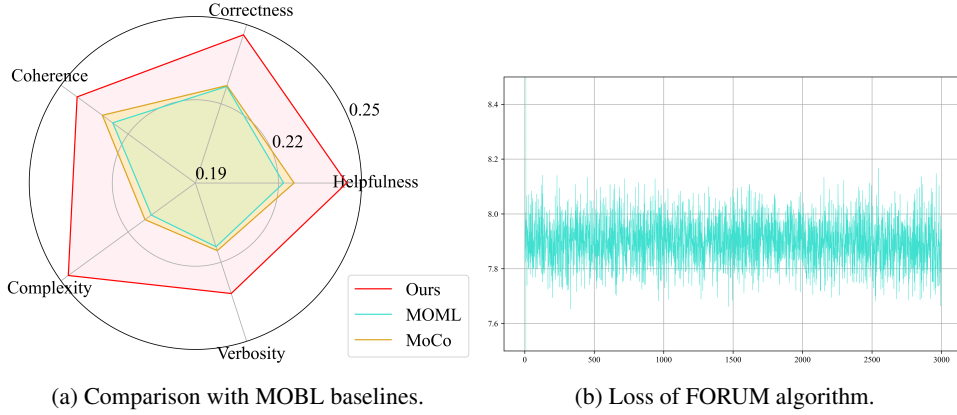 Correctness
Coherence
0.25
0.22
0.19
Helpfulness
Complexity
Verbosity
Ours
MOML
MoCo
(a) Comparison with MOBL baselines.
8.4
8.2
8.0
7.8
7.6
0
500
1000
1500
2000
2500
3000
(b) Loss of FORUM algorithm.